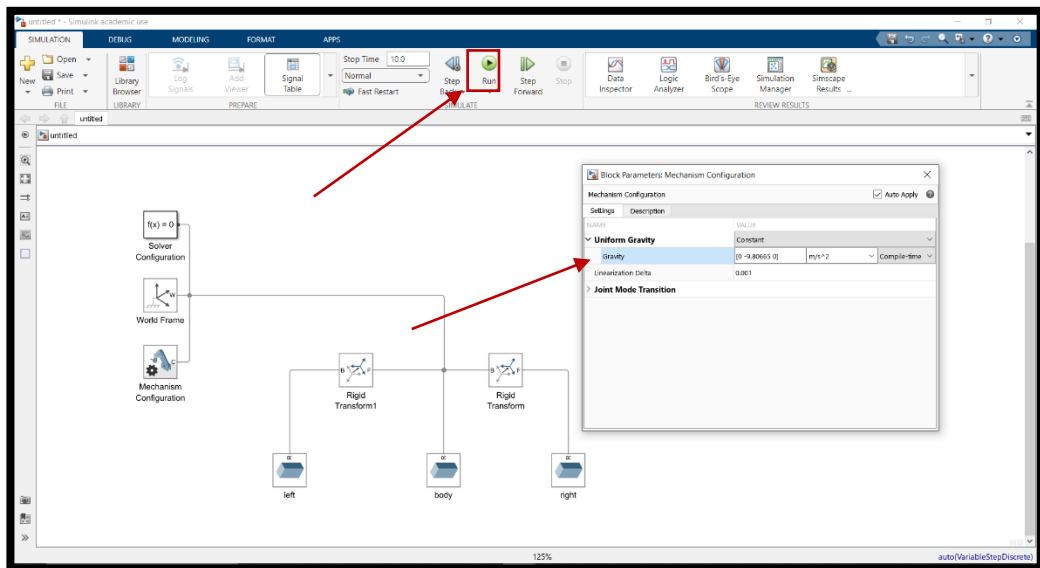 untitled * - Simulink academic use
SIMULATION DEBUG MODELING FORMAT APPS
New
Open
Save
Print
FILE
Library Browser
LIBRARY
Log Signals
Add Viewer
Signal Table
PREPARE
Stop Time 10.0
Normal
Fast Restart
Step
Run
Step Forward
Stop
SIMULATE
Data Inspector
Logic Analyzer
Bird's-Eye Scope
Simulation Manager
Simscape Results ...
REVIEW RESULTS
untitled
untitled
f(x) = 0
Solver Configuration
W
World Frame
C
Mechanism Configuration
B F
Rigid Transform1
B F
Rigid Transform
R
left
R
body
R
right
Block Parameters: Mechanism Configuration
Mechanism Configuration Auto Apply
Settings Description
NAME VALUE
Uniform Gravity Constant
Gravity [0 -9.80665 0] m/s^2 Compile-time
Linearization Delta 0.001
Joint Mode Transition
125% auto(VariableStepDiscrete)